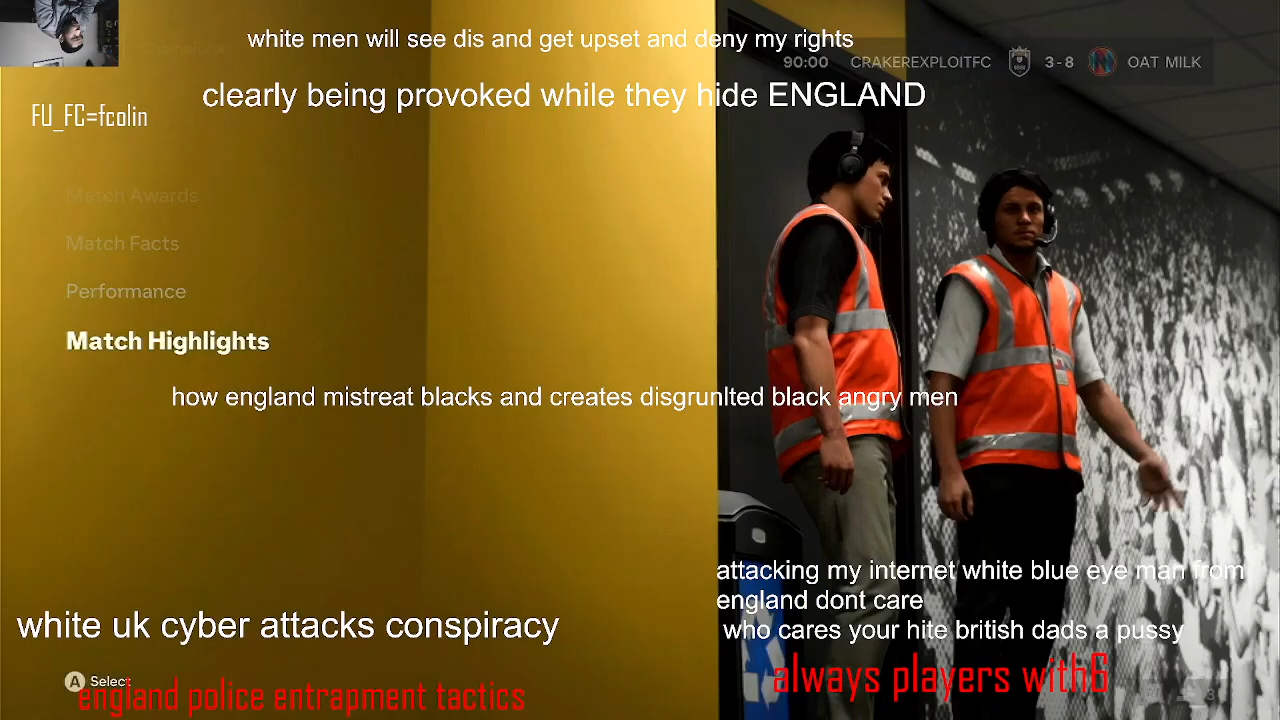 white men will see dis and get upset and deny my rights
90:00 CRAKEREXPLOITFC 3-8 OAT MILK
clearly being provoked while they hide ENGLAND
FU_FC=fcolin
Match Awards
Match Facts
Performance
Match Highlights
how england mistreat blacks and creates disgrunlted black angry men
attacking my internet white blue eye man from
england dont care
white uk cyber attacks conspiracy
who cares your hite british dads a pussy
always players with6
A Select
england police entrapment tactics